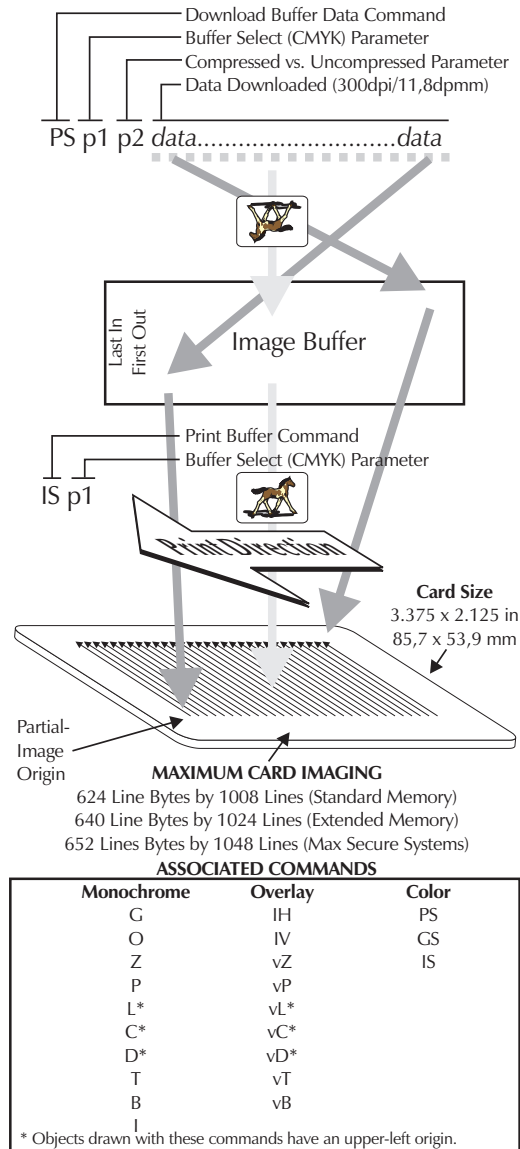 Download Buffer Data Command
Buffer Select (CMYK) Parameter
Compressed vs. Uncompressed Parameter
Data Downloaded (300dpi/11,8dpmm)
PS p1 p2 data............................data
Last In
First Out
Image Buffer
Print Buffer Command
Buffer Select (CMYK) Parameter
IS p1
Print Direction
Card Size
3.375 x 2.125 in
85,7 x 53,9 mm
Partial-
Image
Origin
MAXIMUM CARD IMAGING
624 Line Bytes by 1008 Lines (Standard Memory)
640 Line Bytes by 1024 Lines (Extended Memory)
652 Lines Bytes by 1048 Lines (Max Secure Systems)
ASSOCIATED COMMANDS
Monochrome Overlay Color
G IH PS
O IV GS
Z vZ IS
P vP
L* vL*
C* vC*
D* vD*
T vT
B vB
I
* Objects drawn with these commands have an upper-left origin.